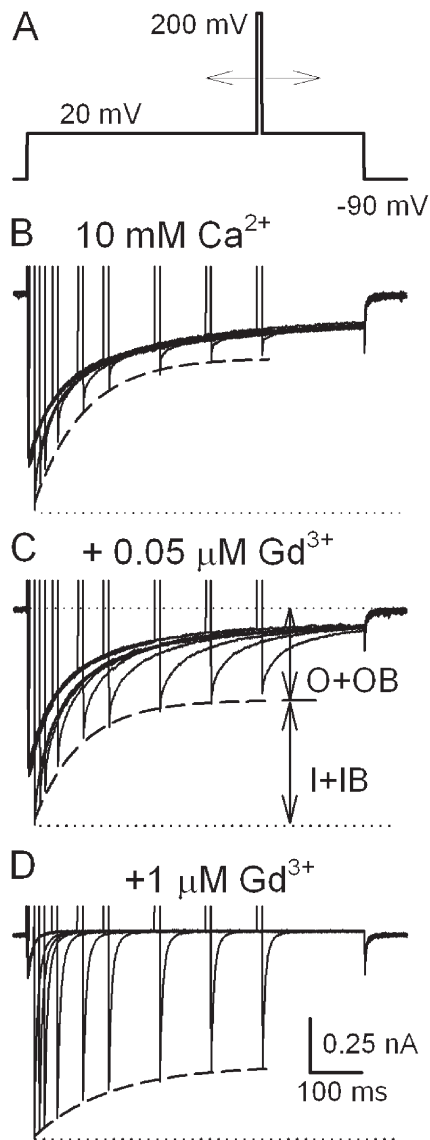 A
200 mV
20 mV
-90 mV
B 10 mM Ca²⁺
C + 0.05 μM Gd³⁺
O+OB
I+IB
D +1 μM Gd³⁺
0.25 nA
100 ms